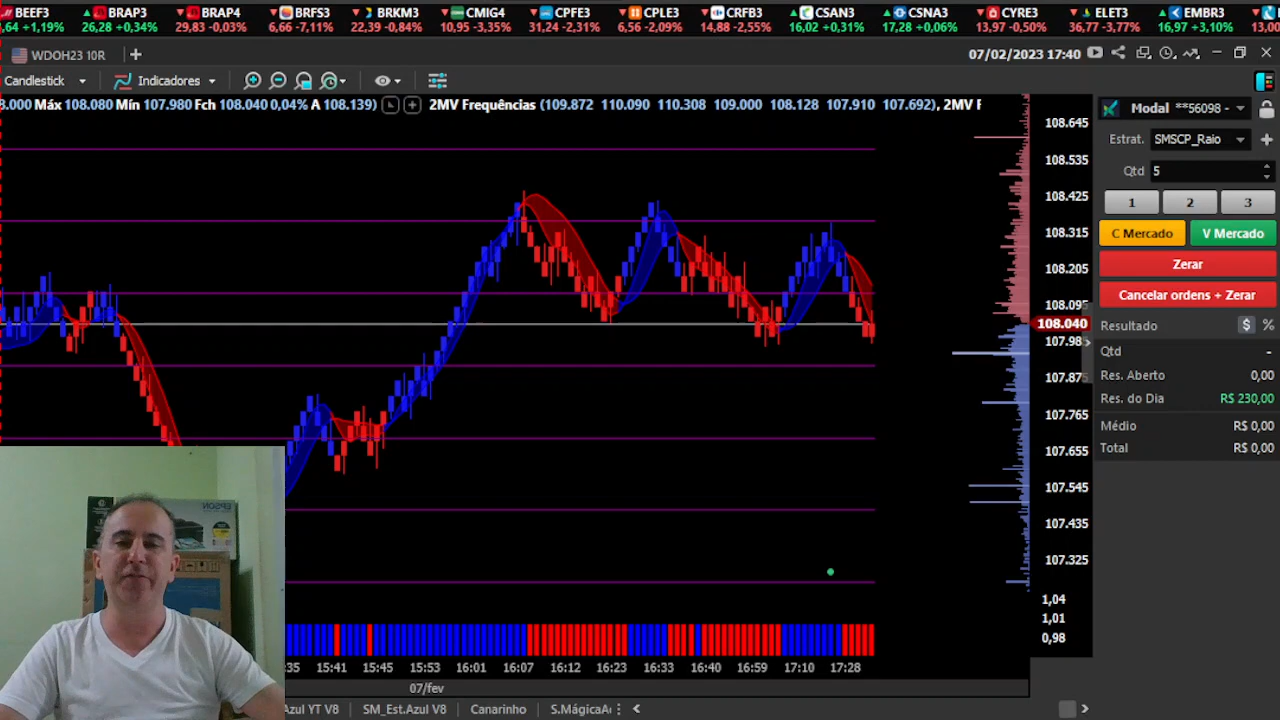 BEEF3 BRAP3 BRAP4 BRFS3 BRKM3 CMIG4 CPFE3 CPLE3 CRFB3 CSAN3 CSNA3 CYRE3 ELET3 EMBR3
,64 +1,19% 26,28 +0,34% 29,83 -0,03% 6,66 -7,11% 22,39 -0,84% 10,95 -3,35% 31,24 -2,31% 6,56 -2,09% 14,88 -2,55% 16,02 +0,31% 17,28 +0,06% 13,97 -0,50% 36,77 -3,77% 16,97 +3,10% 13,00
WDOH23 10R
07/02/2023 17:40
Candlestick Indicadores
8.000 Máx 108.080 Mín 107.980 Fch 108.040 0,04% A 108.139) 2MV Frequências (109.872 110.090 110.308 109.000 108.128 107.910 107.692), 2MV F
Modal **56098 -
Estrat. SMSCP_Raio
Qtd 5
1 2 3
C Mercado V Mercado
Zerar
Cancelar ordens + Zerar
Resultado $ %
Qtd -
Res. Aberto 0,00
Res. do Dia R$ 230,00
Médio R$ 0,00
Total R$ 0,00
108.645
108.535
108.425
108.315
108.205
108.095
108.040
107.98
107.875
107.765
107.655
107.545
107.435
107.325
1,04
1,01
0,98
EPSON
:35 15:41 15:45 15:53 16:01 16:07 16:12 16:23 16:33 16:40 16:59 17:10 17:28
07/fev
Azul YT V8 SM_Est.Azul V8 Canarinho S.MágicaA